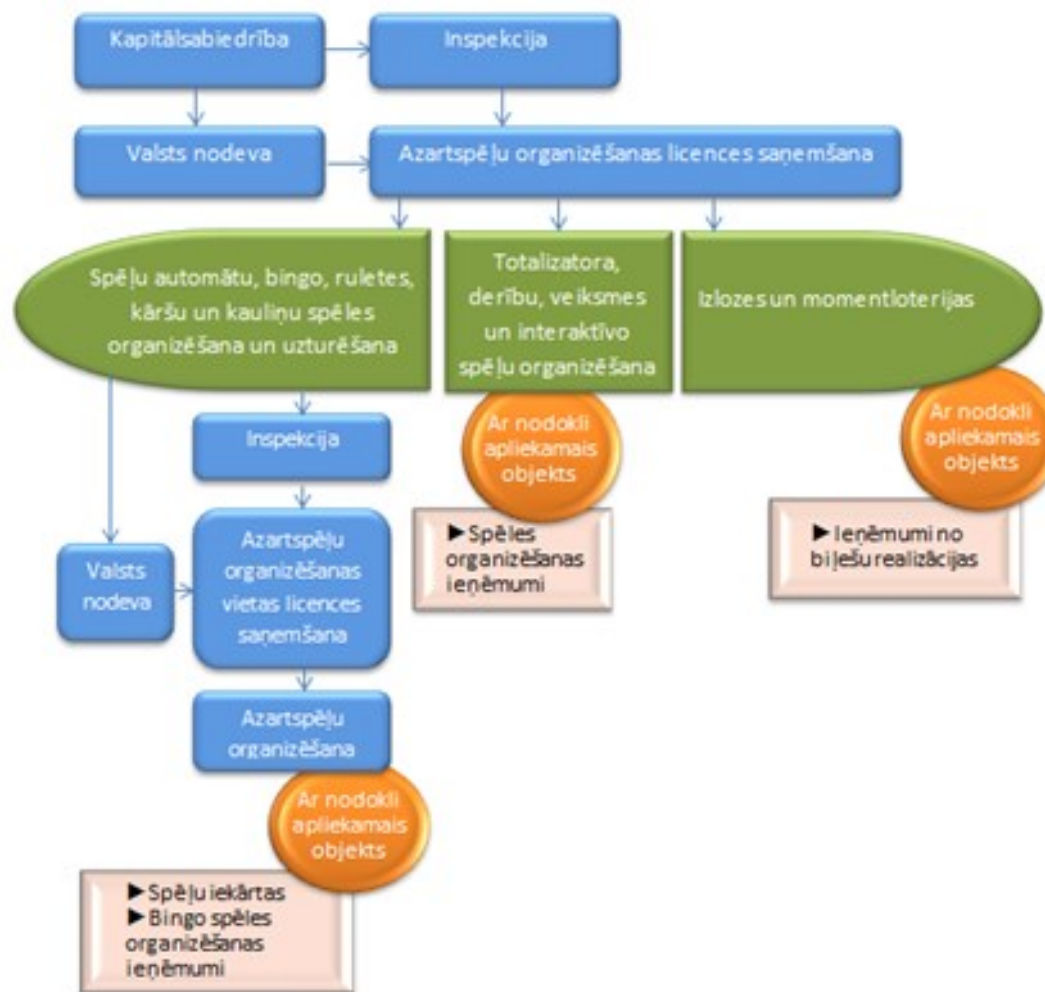 Kapitālsabiedrība
Inspekcija
Valsts nodeva
Azartspēļu organizēšanas licences saņemšana
Spēļu automātu, bingo, ruletes,
kāršu un kauliņu spēles
organizēšana un uzturēšana
Totalizatora,
derību, veiksmes
un interaktīvo
spēļu organizēšana
Izlozes un momentloterijas
Ar nodokli
apliekamais
objekts
Ar nodokli
apliekamais
objekts
Inspekcija
►Spēles
organizēšanas
ieņēmumi
►Ieņēmumi no
biļešu realizācijas
Valsts
nodeva
Azartspēļu
organizēšanas
vietas licences
saņemšana
Azartspēļu
organizēšana
Ar nodokli
apliekamais
objekts
►Spēļu iekārtas
►Bingo spēles
organizēšanas
ieņēmumi